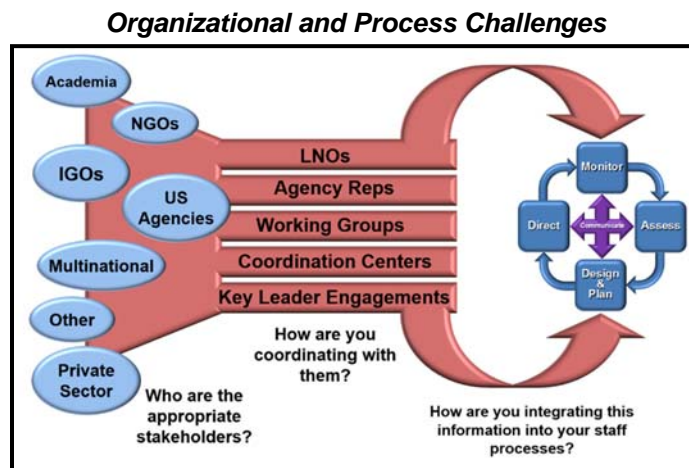 Organizational and Process Challenges
Academia
NGOs
IGOs
US
Agencies
Multinational
Other
Private
Sector
LNOs
Agency Reps
Working Groups
Coordination Centers
Key Leader Engagements
Who are the
appropriate
stakeholders?
How are you
coordinating with
them?
Monitor
Direct
Communicate
Assess
Design
&
Plan
How are you integrating this
information into your staff
processes?